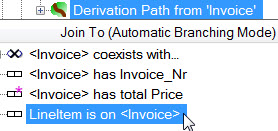 Derivation Path from 'Invoice'
Join To (Automatic Branching Mode)
<Invoice> coexists with...
<Invoice> has Invoice_Nr
<Invoice> has total Price
LineItem is on <Invoice>